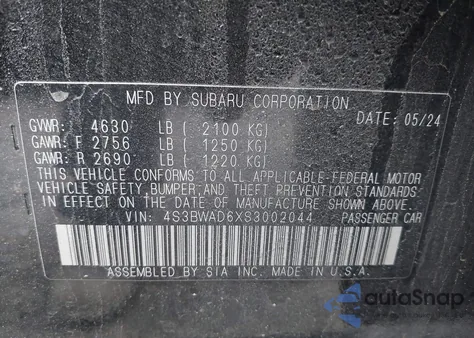 MFD BY SUBARU CORPORATION
DATE: 05/24
GVWR: 4630 LB ( 2100 KG)
GAWR: F 2756 LB ( 1250 KG)
GAWR: R 2690 LB ( 1220 KG)
THIS VEHICLE CONFORMS TO ALL APPLICABLE FEDERAL MOTOR
VEHICLE SAFETY, BUMPER, AND THEFT PREVENTION STANDARDS
IN EFFECT ON THE DATE OF MANUFACTURE SHOWN ABOVE.
VIN: 4S3BWAD6XS3002044 PASSENGER CAR
ASSEMBLED BY SIA INC. MADE IN U.S.A.
autoSnap